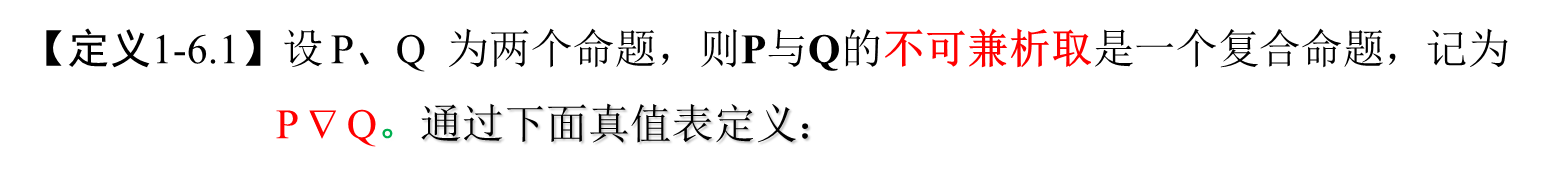 【定义1-6.1】设P、Q 为两个命题，则P与Q的不可兼析取是一个复合命题，记为
P∇Q。通过下面真值表定义：